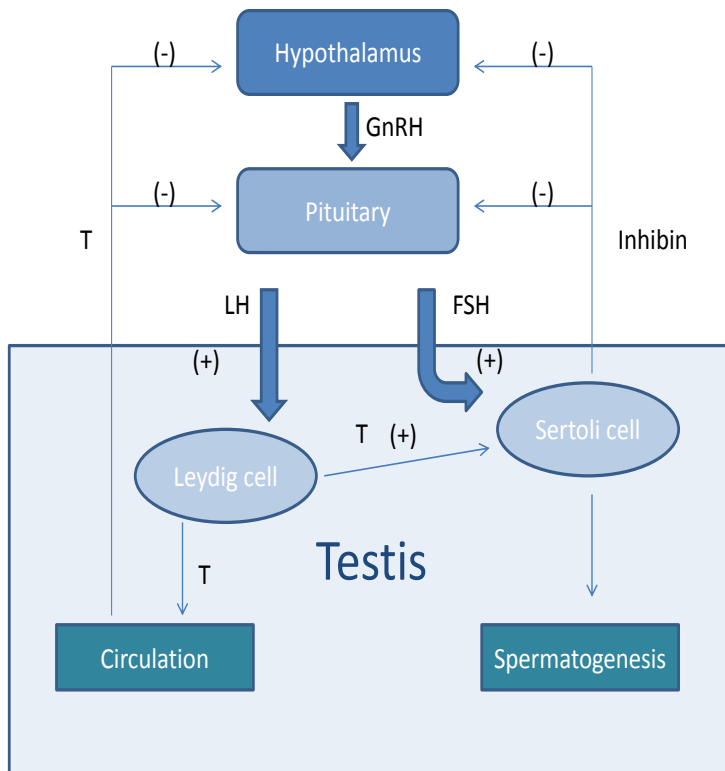 (-)
Hypothalamus
(-)
GnRH
(-)
Pituitary
(-)
T
Inhibin
LH
FSH
(+)
(+)
T (+)
Sertoli cell
Leydig cell
Testis
T
Circulation
Spermatogenesis